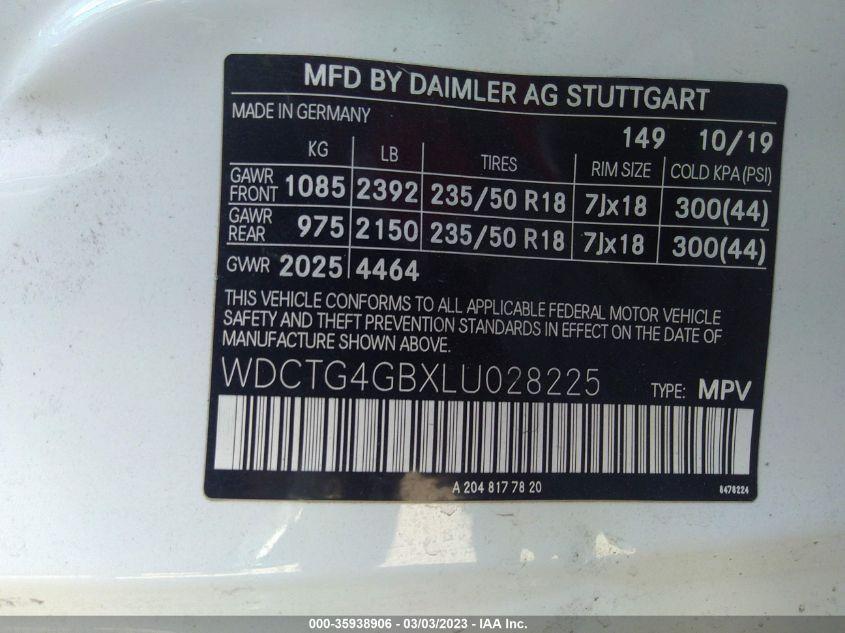 MFD BY DAIMLER AG STUTTGART
MADE IN GERMANY
149 10/19
KG LB TIRES RIM SIZE COLD KPA (PSI)
GAWR FRONT 1085 2392 235/50 R18 7Jx18 300(44)
GAWR REAR 975 2150 235/50 R18 7Jx18 300(44)
GVWR 2025 4464
THIS VEHICLE CONFORMS TO ALL APPLICABLE FEDERAL MOTOR VEHICLE
SAFETY AND THEFT PREVENTION STANDARDS IN EFFECT ON THE DATE OF
MANUFACTURE SHOWN ABOVE.
WDCTG4GBXLU028225 TYPE: MPV
A 204 817 78 20 8478224
000-35938906 - 03/03/2023 - IAA Inc.